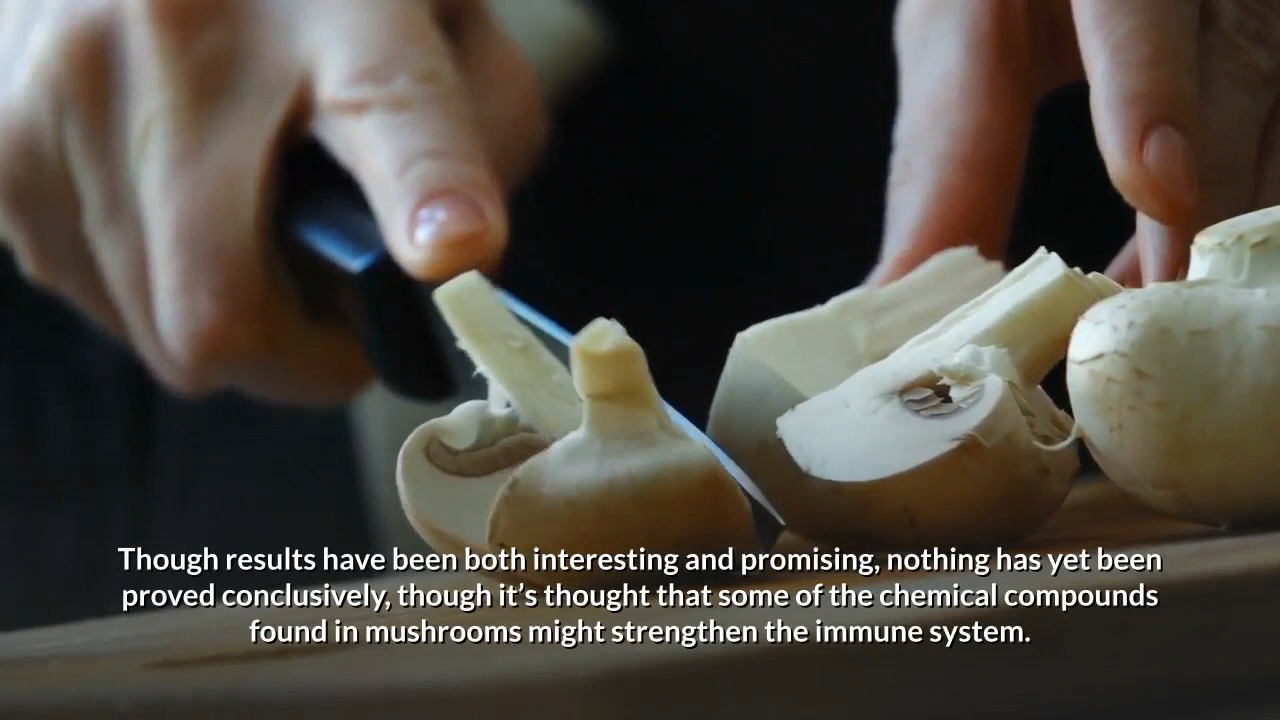 Though results have been both interesting and promising, nothing has yet been
proved conclusively, though it’s thought that some of the chemical compounds
found in mushrooms might strengthen the immune system.